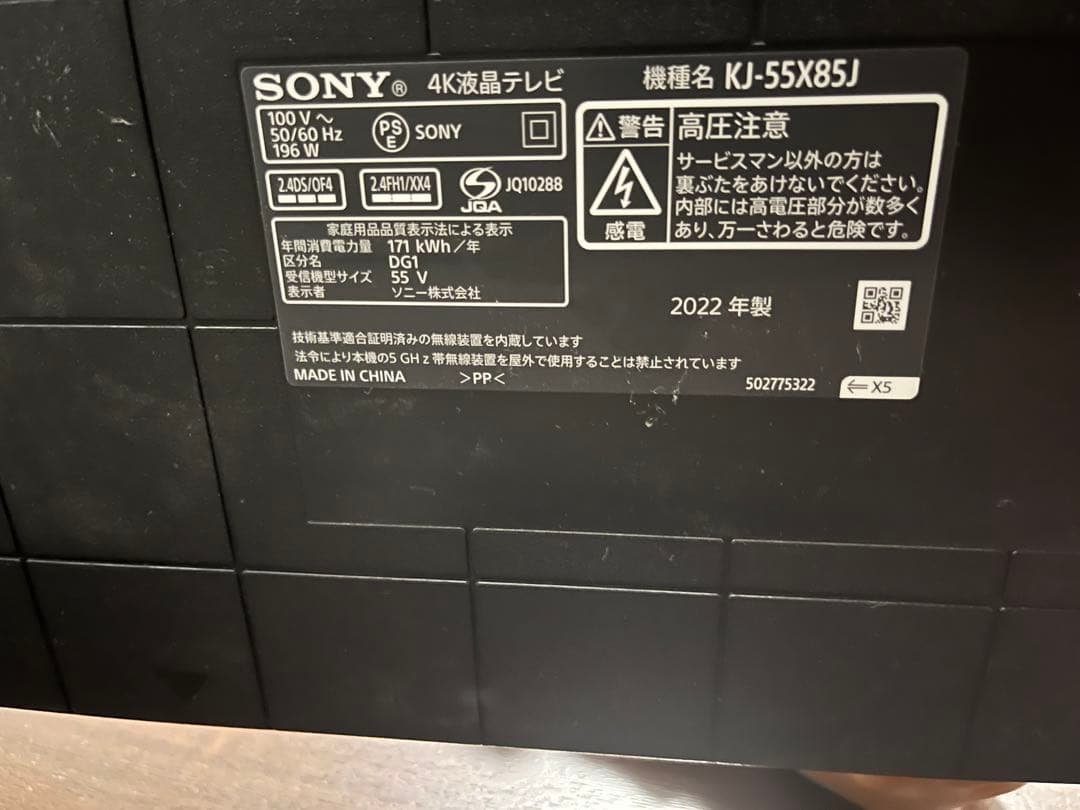 SONY® 4K液晶テレビ 機種名 KJ-55X85J
100 V～
50/60 Hz
196 W
PS
E
SONY
2.4DS/OF4
2.4FH1/XX4
JQA
JQ10288
家庭用品品質表示法による表示
年間消費電力量 171 kWh/年
区分名 DG1
受信機型サイズ 55 V
表示者 ソニー株式会社
警告
感電
高圧注意
サービスマン以外の方は
裏ぶたをあけないでください。
内部には高電圧部分が数多く
あり、万一さわると危険です。
2022 年製
技術基準適合証明済みの無線装置を内蔵しています
法令により本機の5 GHz 帯無線装置を屋外で使用することは禁止されています
MADE IN CHINA >PP< 502775322 ⇐ X5